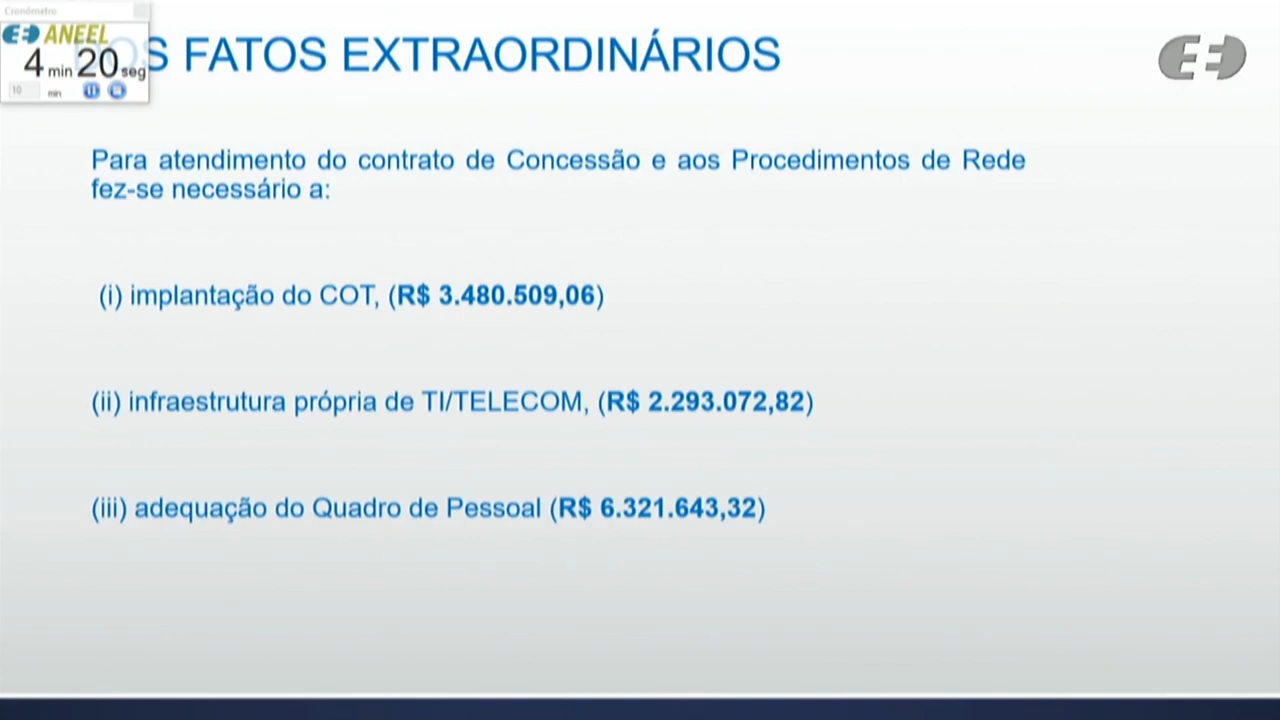 Cronômetro
ANEEL
4 min 20 seg
10 min
OS FATOS EXTRAORDINÁRIOS
Para atendimento do contrato de Concessão e aos Procedimentos de Rede
fez-se necessário a:
(i) implantação do COT, (R$ 3.480.509,06)
(ii) infraestrutura própria de TI/TELECOM, (R$ 2.293.072,82)
(iii) adequação do Quadro de Pessoal (R$ 6.321.643,32)